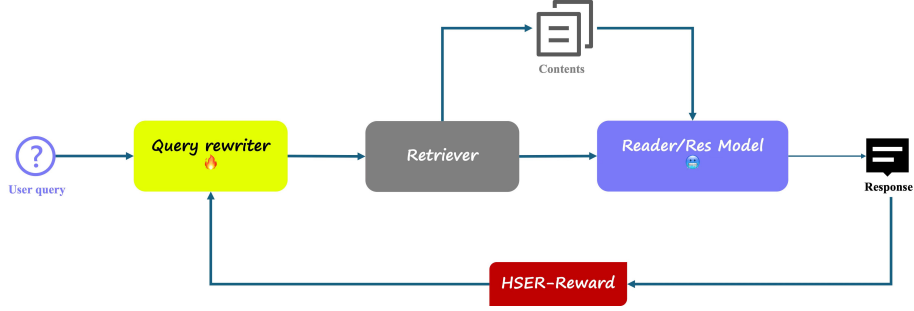 Contents
Query rewriter
Retriever
Reader/Res Model
?
User query
Response
HSER-Reward